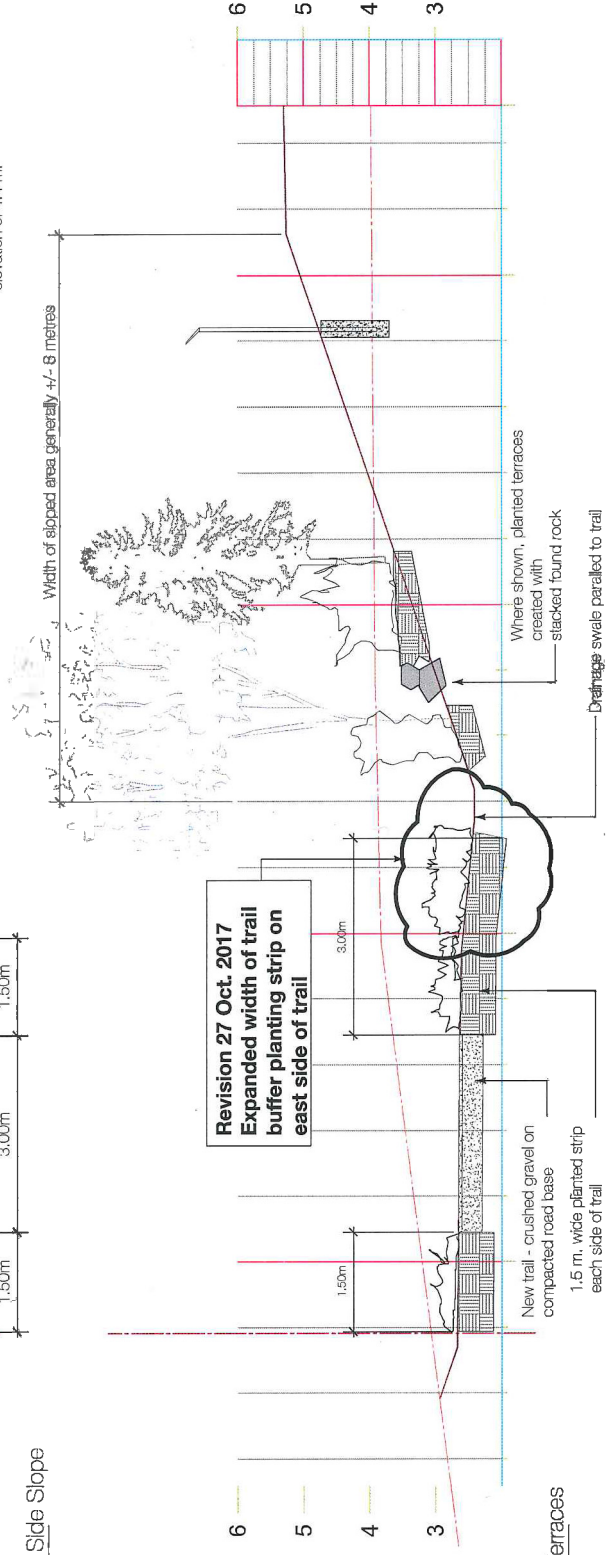 Side Slope
1.50m
3.00m
1.50m
Width of sloped area generally +/- 8 metres
6
5
4
3
6
5
4
3
Revision 27 Oct. 2017
Expanded width of trail
buffer planting strip on
east side of trail
1.50m
3.00m
New trail - crushed gravel on
compacted road base
1.5 m. wide planted strip
each side of trail
Where shown, planted terraces
created with
stacked found rock
Drainage swale paralled to trail
erraces